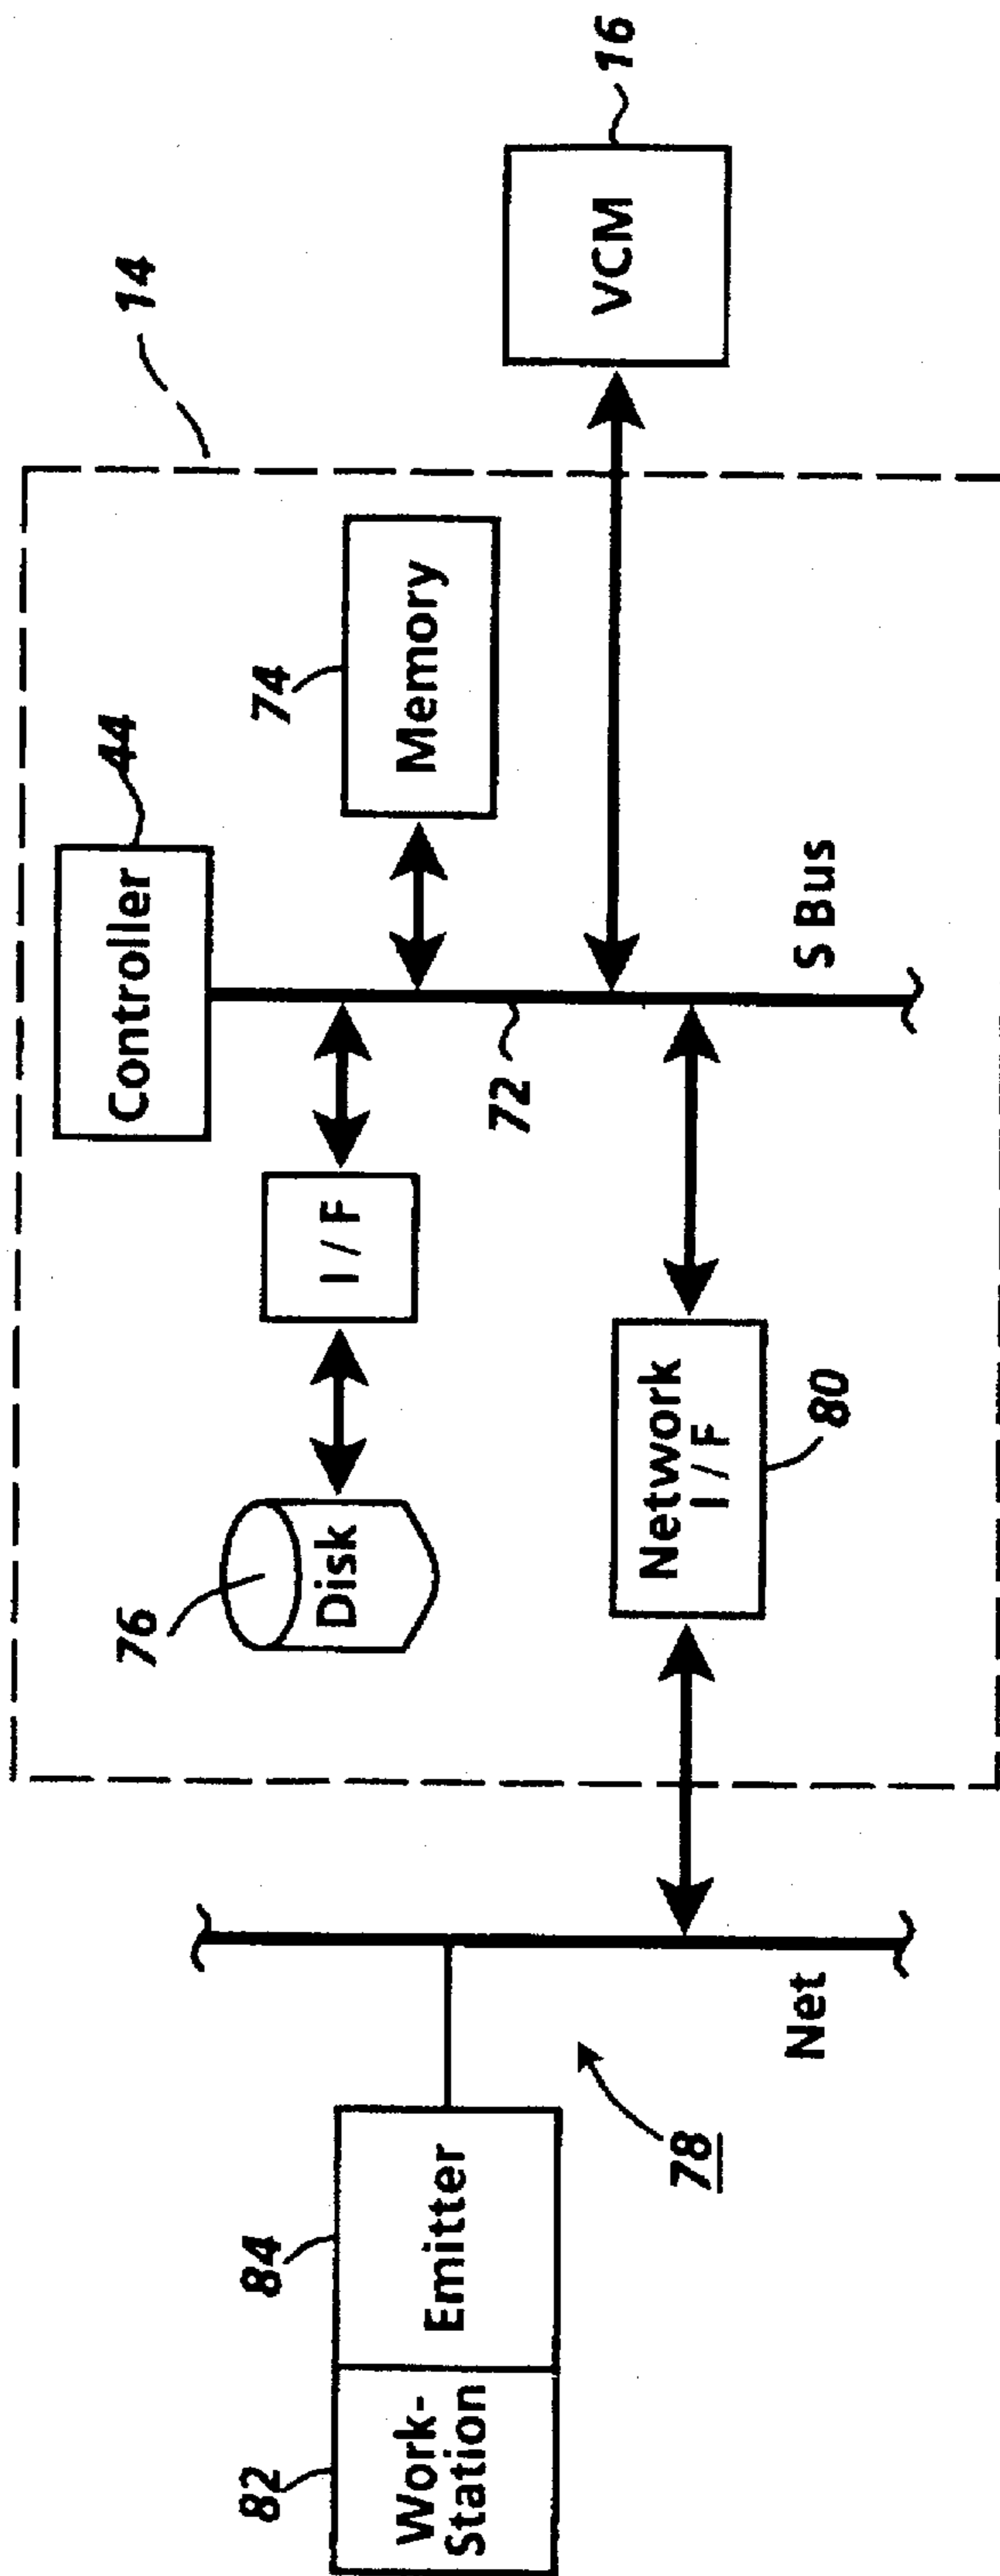 14
44
Controller
74
Memory
16
VCM
76
Disk
I / F
72
S Bus
Network
I / F
80
82
84
Work-
Station
Emitter
78
Net